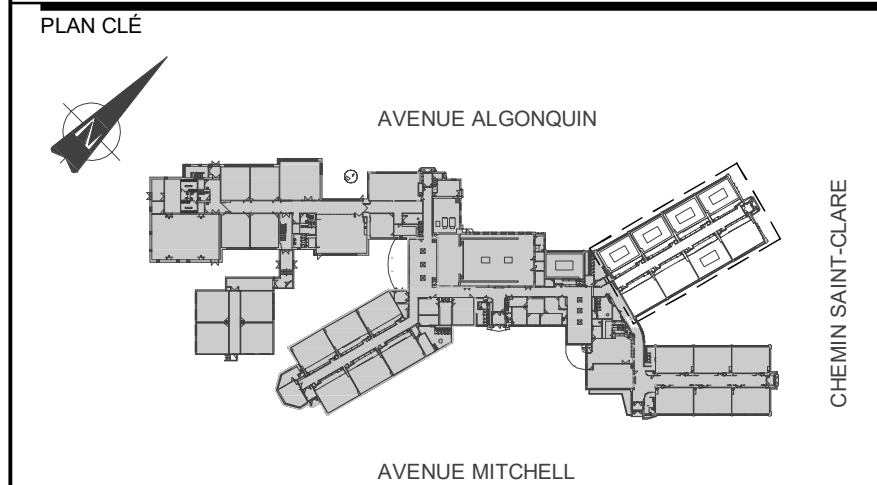 PLAN CLÉ
N
AVENUE ALGONQUIN
CHEMIN SAINT-CLARE
AVENUE MITCHELL